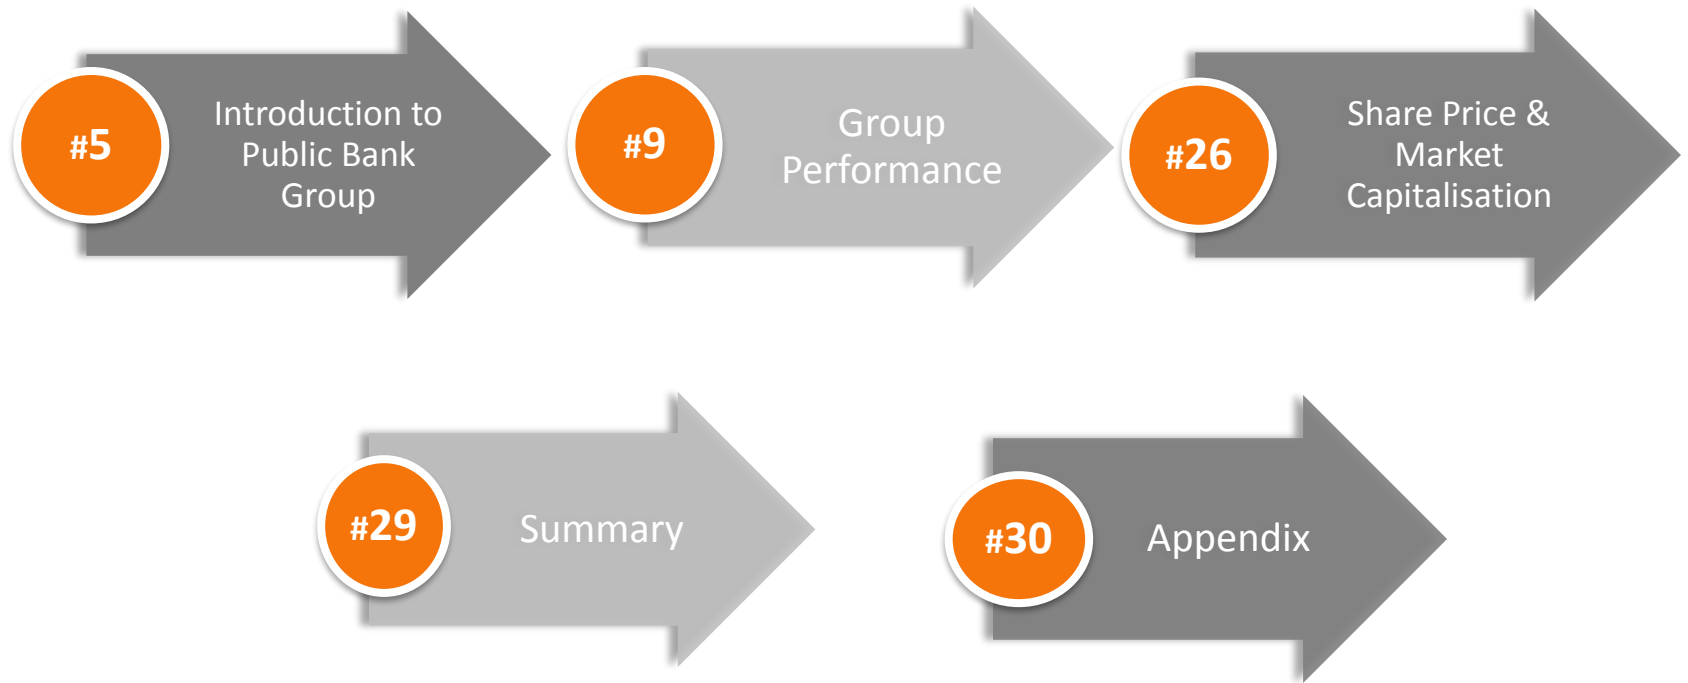 #5
Introduction to
Public Bank
Group
#9
Group
Performance
#26
Share Price &
Market
Capitalisation
#29
Summary
#30
Appendix